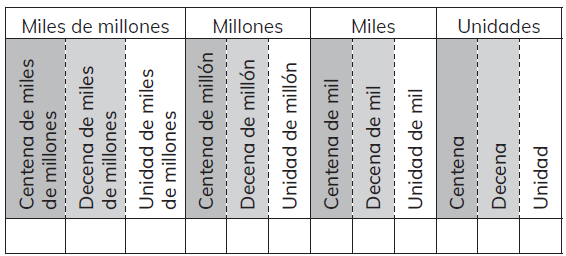 Miles de millones Millones Miles Unidades
Centena de miles
de millones
Decena de miles
de millones
Unidad de miles
de millones
Centena de millón
Decena de millón
Unidad de millón
Centena de mil
Decena de mil
Unidad de mil
Centena
Decena
Unidad